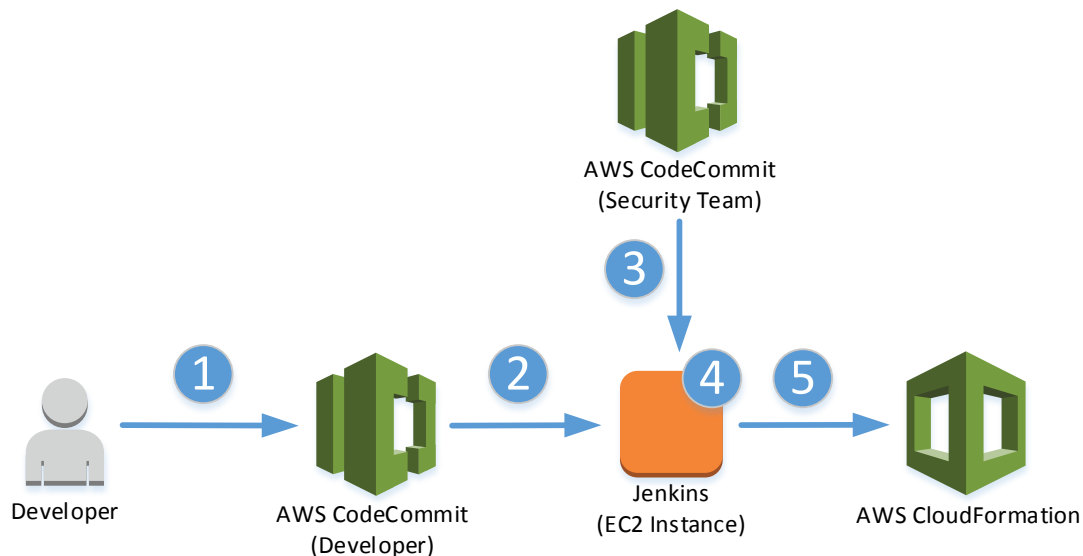 AWS CodeCommit
(Security Team)
3
1
2
4
5
Developer
AWS CodeCommit
(Developer)
Jenkins
(EC2 Instance)
AWS CloudFormation